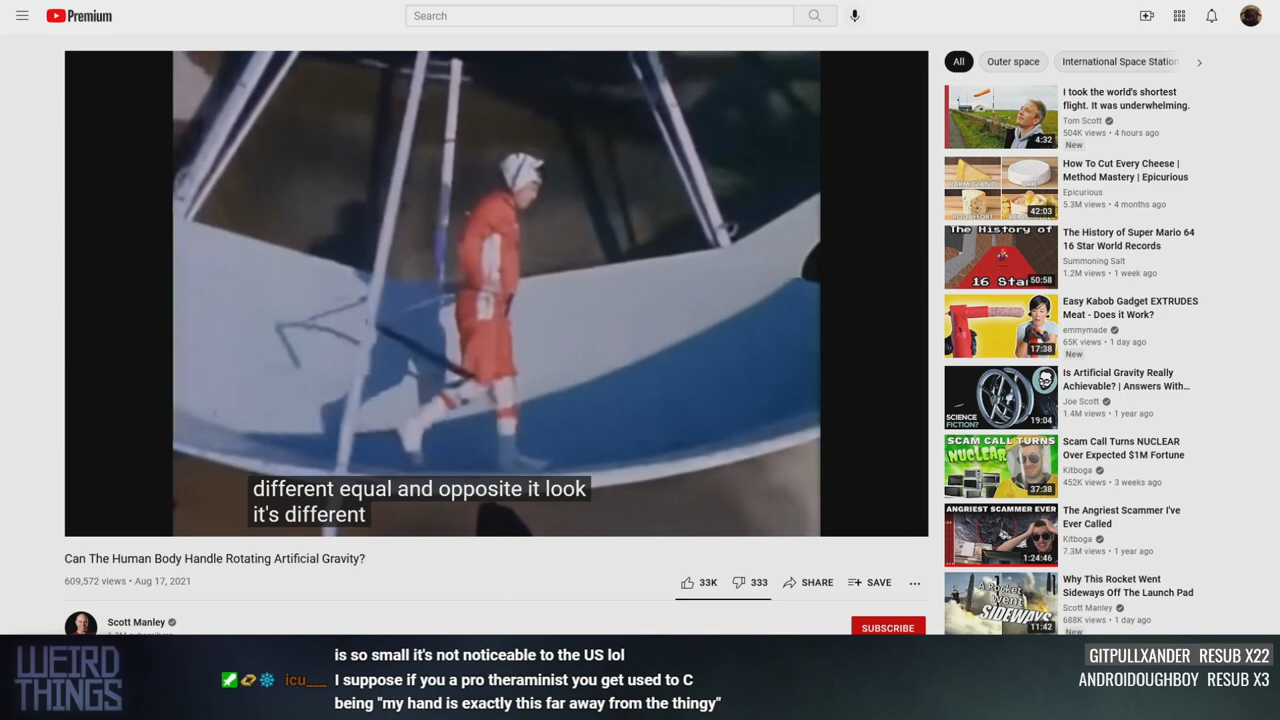 Premium
Search
different equal and opposite it look
it's different
Can The Human Body Handle Rotating Artificial Gravity?
609,572 views • Aug 17, 2021
33K
333
SHARE
SAVE
Scott Manley
SUBSCRIBE
All
Outer space
International Space Station
I took the world's shortest
flight. It was underwhelming.
Tom Scott
504K views • 4 hours ago
New
4:32
How To Cut Every Cheese |
Method Mastery | Epicurious
Epicurious
5.3M views • 4 months ago
42:03
The History of Super Mario 64
16 Star World Records
Summoning Salt
1.2M views • 1 week ago
The History of
16 Star
50:58
Easy Kabob Gadget EXTRUDES
Meat - Does it Work?
emmymade
65K views • 1 day ago
New
17:38
Is Artificial Gravity Really
Achievable? | Answers With...
Joe Scott
1.4M views • 1 year ago
SCIENCE
FICTION?
19:04
Scam Call Turns NUCLEAR
Over Expected $1M Fortune
Kitboga
452K views • 3 weeks ago
SCAM CALL TURNS
NUCLEAR
37:38
The Angriest Scammer I've
Ever Called
Kitboga
7.3M views • 1 year ago
ANGRIEST SCAMMER EVER
1:24:46
Why This Rocket Went
Sideways Off The Launch Pad
Scott Manley
688K views • 1 day ago
New
A Rocket
Went
SIDEWAYS
11:42
WEIRD
THINGS
is so small it's not noticeable to the US lol
icu___ I suppose if you a pro theraminist you get used to C
being "my hand is exactly this far away from the thingy"
GITPULLXANDER RESUB X22
ANDROIDOUGHBOY RESUB X3